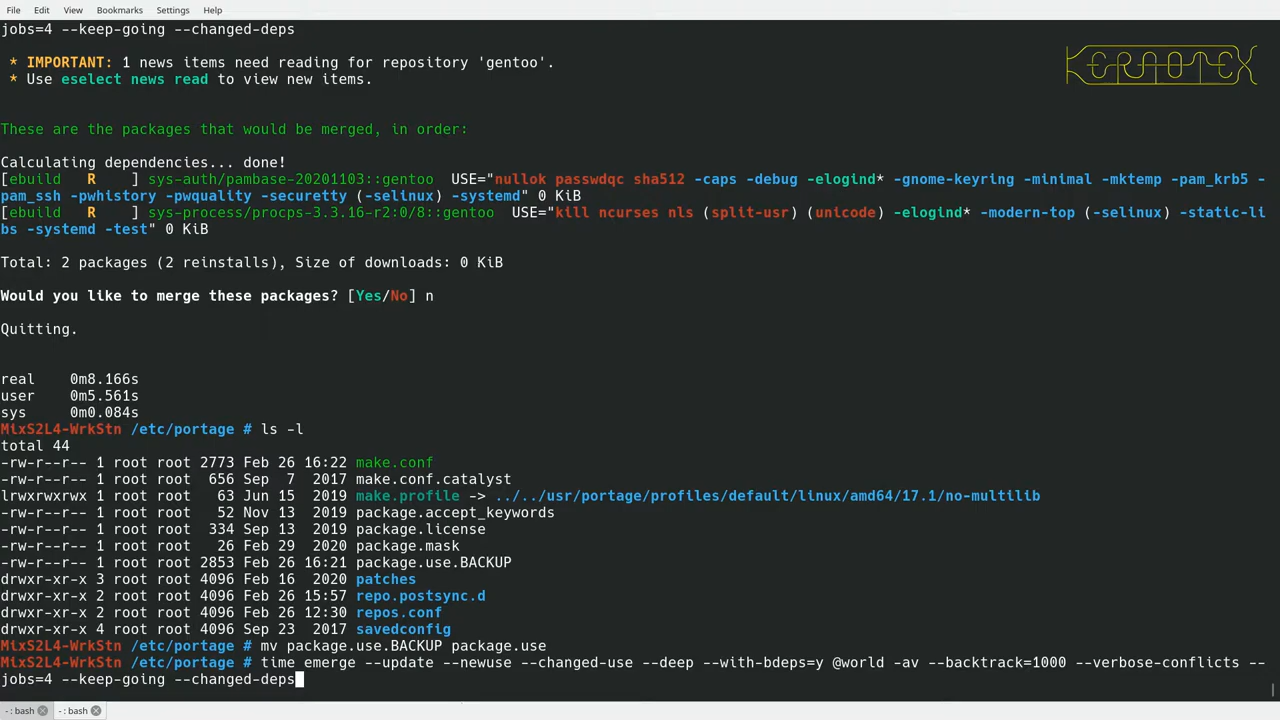 File Edit View Bookmarks Settings Help
jobs=4 --keep-going --changed-deps
KERAOTEX
* IMPORTANT: 1 news items need reading for repository 'gentoo'.
* Use eselect news read to view new items.
These are the packages that would be merged, in order:
Calculating dependencies... done!
[ebuild   R    ] sys-auth/pambase-20201103::gentoo  USE="nullok passwdqc sha512 -caps -debug -elogind* -gnome-keyring -minimal -mktemp -pam_krb5 -
pam_ssh -pwhistory -pwquality -securetty (-selinux) -systemd" 0 KiB
[ebuild   R    ] sys-process/procps-3.3.16-r2:0/8::gentoo  USE="kill ncurses nls (split-usr) (unicode) -elogind* -modern-top (-selinux) -static-li
bs -systemd -test" 0 KiB
Total: 2 packages (2 reinstalls), Size of downloads: 0 KiB
Would you like to merge these packages? [Yes/No] n
Quitting.
real    0m8.166s
user    0m5.561s
sys     0m0.084s
MixS2L4-WrkStn /etc/portage # ls -l
total 44
-rw-r--r-- 1 root root 2773 Feb 26 16:22 make.conf
-rw-r--r-- 1 root root  656 Sep  7  2017 make.conf.catalyst
lrwxrwxrwx 1 root root   63 Jun 15  2019 make.profile -> ../../usr/portage/profiles/default/linux/amd64/17.1/no-multilib
-rw-r--r-- 1 root root   52 Nov 13  2019 package.accept_keywords
-rw-r--r-- 1 root root  334 Sep 13  2019 package.license
-rw-r--r-- 1 root root   26 Feb 29  2020 package.mask
-rw-r--r-- 1 root root 2853 Feb 26 16:21 package.use.BACKUP
drwxr-xr-x 3 root root 4096 Feb 16  2020 patches
drwxr-xr-x 2 root root 4096 Feb 26 15:57 repo.postsync.d
drwxr-xr-x 2 root root 4096 Feb 26 12:30 repos.conf
drwxr-xr-x 4 root root 4096 Sep 23  2017 savedconfig
MixS2L4-WrkStn /etc/portage # mv package.use.BACKUP package.use
MixS2L4-WrkStn /etc/portage # time emerge --update --newuse --changed-use --deep --with-bdeps=y @world -av --backtrack=1000 --verbose-conflicts --
jobs=4 --keep-going --changed-deps
- : bash - : bash